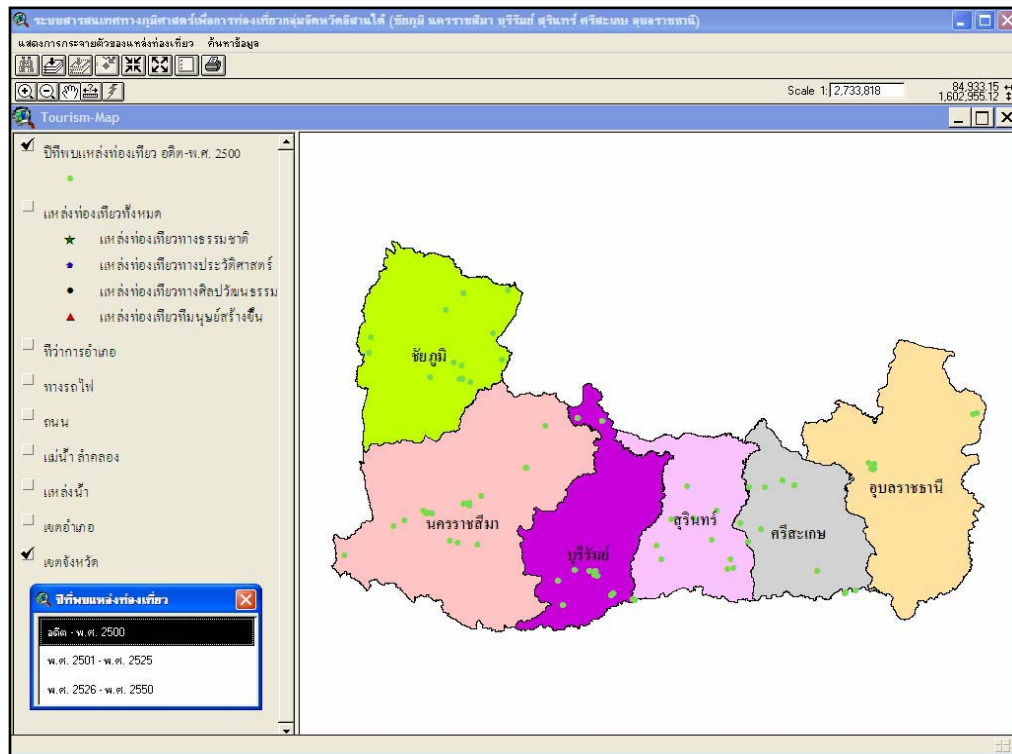 ระบบสารสนเทศทางภูมิศาสตร์เพื่อการท่องเที่ยวกลุ่มจังหวัดอีสานใต้ (ชัยภูมิ นครราชสีมา บุรีรัมย์ สุรินทร์ ศรีสะเกษ อุบลราชธานี)
แสดงการกระจายตัวของแหล่งท่องเที่ยว ค้นหาข้อมูล
Scale 1: 2,733,818
84,933.15
1,602,955.12
Tourism-Map
ปีที่พบแหล่งท่องเที่ยว อดีต-พ.ศ. 2500
แหล่งท่องเที่ยวทั้งหมด
แหล่งท่องเที่ยวทางธรรมชาติ
แหล่งท่องเที่ยวทางประวัติศาสตร์
แหล่งท่องเที่ยวทางศิลปวัฒนธรรม
แหล่งท่องเที่ยวที่มนุษย์สร้างขึ้น
ที่ว่าการอำเภอ
ทางรถไฟ
ถนน
แม่น้ำ ลำคลอง
แหล่งน้ำ
เขตอำเภอ
เขตจังหวัด
ปีที่พบแหล่งท่องเที่ยว
อดีต - พ.ศ. 2500
พ.ศ. 2501 - พ.ศ. 2525
พ.ศ. 2526 - พ.ศ. 2550
ชัยภูมิ
นครราชสีมา
บุรีรัมย์
สุรินทร์
ศรีสะเกษ
อุบลราชธานี